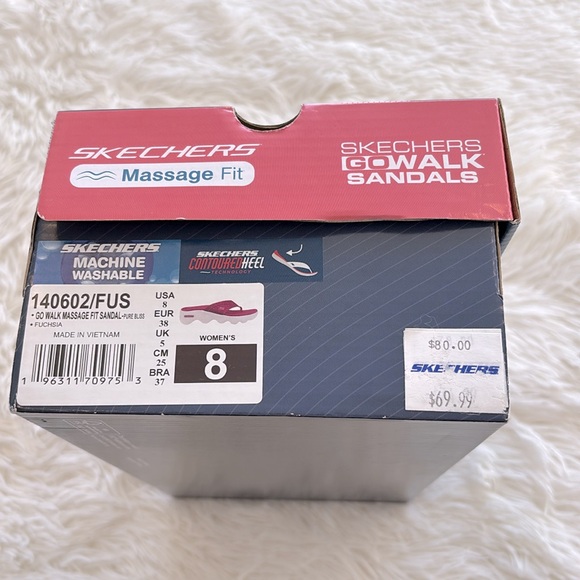 SKECHERS
Massage Fit
SKECHERS
GOWALK
SANDALS
SKECHERS
MACHINE
WASHABLE
SKECHERS
CONTOUREDHEEL
TECHNOLOGY
140602/FUS
• GO WALK MASSAGE FIT SANDAL-PURE BLISS
• FUCHSIA
MADE IN VIETNAM
1 96311 70975 3
USA
8
EUR
38
UK
5
CM
25
BRA
37
WOMEN'S
8
$80.00
SKECHERS
$69.99